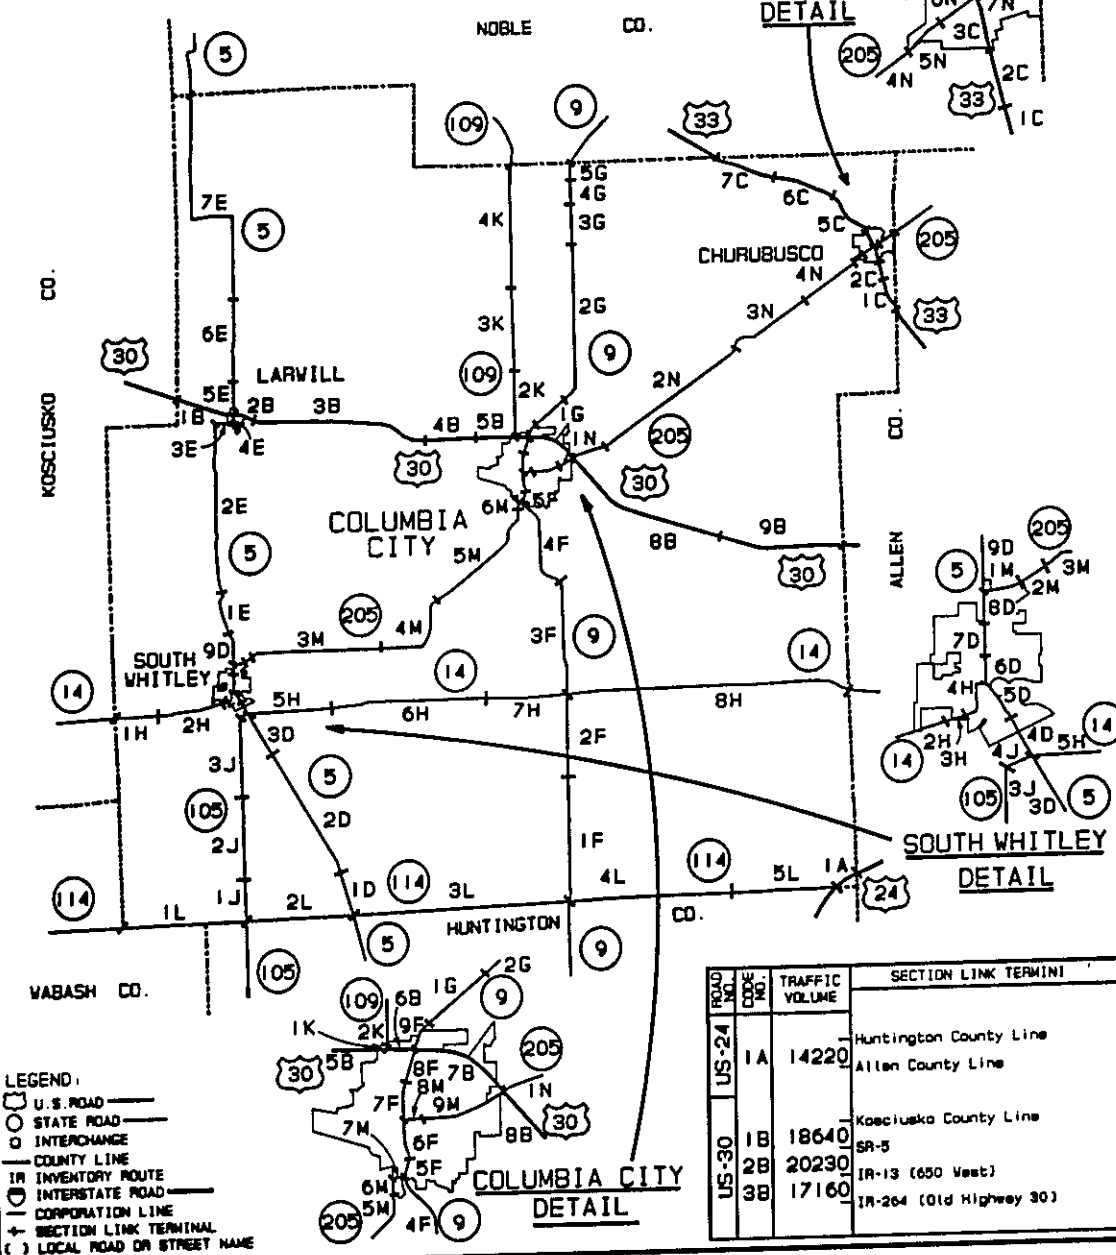 NOBLE CO.
DETAIL
7N
3C
205
5N
4N
2C
33
1C
5
109
9
33
5G
4G
3G
7C
6C
5C
7E
4K
5
205
CHURUBUSCO
4N
2C
1C
KOSCIUSKO CO.
3K
2G
3N
33
6E
30
9
109
LARWILL
2N
5E
2B
3B
2K
1B
1G
4B
5B
1N
205
3E
4E
CO.
30
30
2E
6M
5F
COLUMBIA
CITY
8B
9B
5M
4F
ALLEN
30
5
1E
205
4M
3F
9
3M
9D
SOUTH
WHITLEY
14
14
14
5H
6H
7H
8H
1H
2H
3D
2F
3J
5
105
2D
2J
1F
114
1A
1D
114
3L
4L
5L
24
1J
114
1L
2L
HUNTINGTON CO.
5
9
105
WABASH CO.
205
9D
5
1M
3M
2M
8D
7D
6D
4H
5D
14
2H
3H
4D
4J
5H
14
3J
105
3D
5
SOUTH WHITLEY
DETAIL
2G
1G
109
6B
9
1K
2K
9F
205
5B
30
8F
7B
8M
1N
7F
9M
30
7M
6F
8B
5F
6M
5M
205
4F
9
COLUMBIA CITY
DETAIL
LEGEND:
U.S. ROAD
STATE ROAD
INTERCHANGE
COUNTY LINE
IR INVENTORY ROUTE
INTERSTATE ROAD
CORPORATION LINE
SECTION LINK TERMINAL
( ) LOCAL ROAD OR STREET NAME
ROAD NO. CODE NO. TRAFFIC VOLUME SECTION LINK TERMINI
US-24
Huntington County Line
1A 14220
Allen County Line
US-30
Kosciusko County Line
1B 18640
SR-5
2B 20230
IR-13 (650 West)
3B 17160
IR-264 (Old Highway 30)